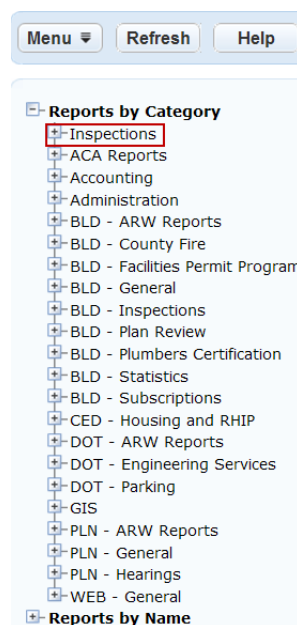 Menu Refresh Help
Reports by Category
Inspections
ACA Reports
Accounting
Administration
BLD - ARW Reports
BLD - County Fire
BLD - Facilities Permit Program
BLD - General
BLD - Inspections
BLD - Plan Review
BLD - Plumbers Certification
BLD - Statistics
BLD - Subscriptions
CED - Housing and RHIP
DOT - ARW Reports
DOT - Engineering Services
DOT - Parking
GIS
PLN - ARW Reports
PLN - General
PLN - Hearings
WEB - General
Reports by Name